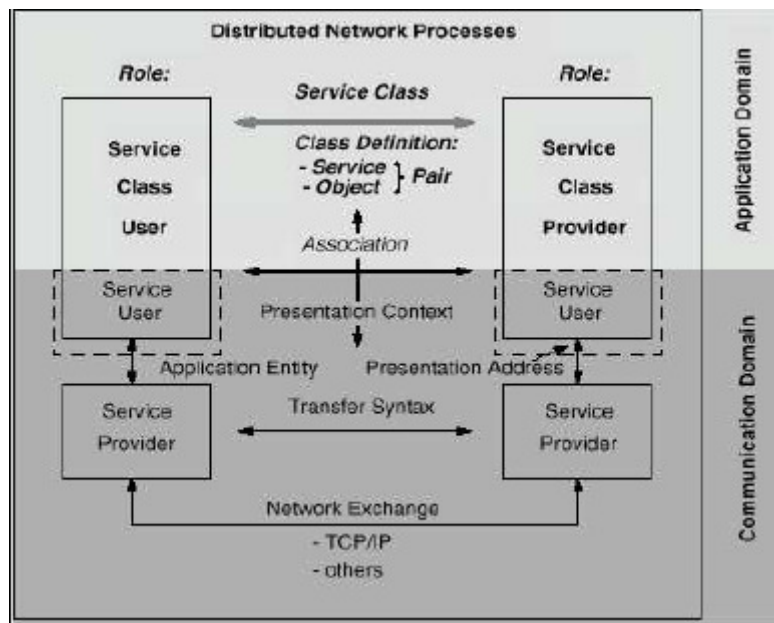 Distributed Network Processes
Role:
Service Class
Role:
Service
Class
User
Class Definition:
- Service
- Object
Pair
Service
Class
Provider
Association
Service
User
Presentation Context
Service
User
Application Entity
Presentation Address
Service
Provider
Transfer Syntax
Service
Provider
Network Exchange
- TCP/IP
- others
Application Domain
Communication Domain